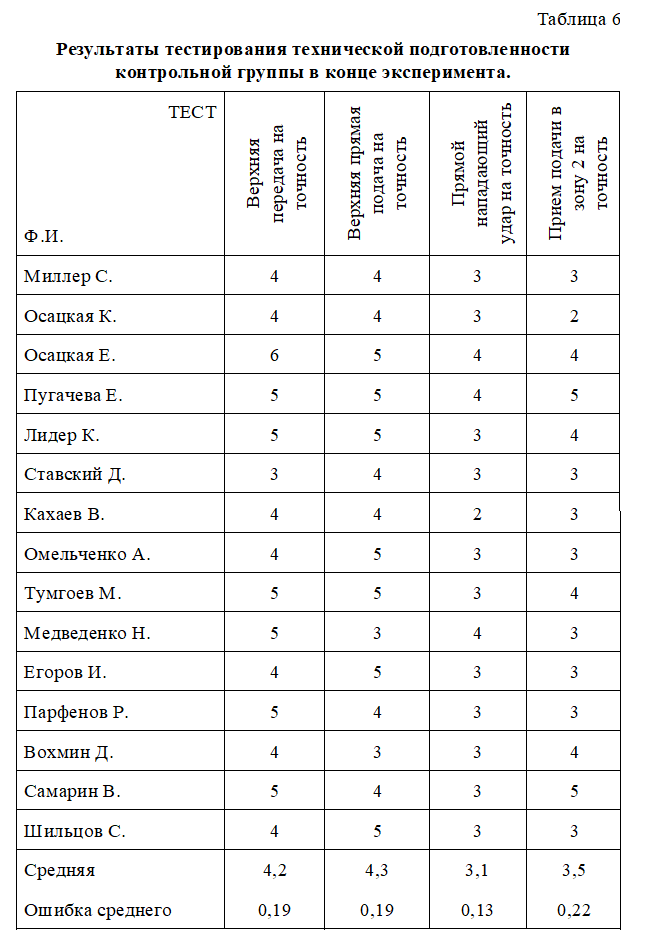 Таблица 6
Результаты тестирования технической подготовленности
контрольной группы в конце эксперимента.
ТЕСТ
Ф.И.
Верхняя
передача на
точность
Верхняя прямая
подача на
точность
Прямой
нападающий
удар на точность
Прием подачи в
зону 2 на
точность
Миллер С. 4 4 3 3
Осацкая К. 4 4 3 2
Осацкая Е. 6 5 4 4
Пугачева Е. 5 5 4 5
Лидер К. 5 5 3 4
Ставский Д. 3 4 3 3
Кахаев В. 4 4 2 3
Омельченко А. 4 5 3 3
Тумгоев М. 5 5 3 4
Медведенко Н. 5 3 4 3
Егоров И. 4 5 3 3
Парфенов Р. 5 4 3 3
Вохмин Д. 4 3 3 4
Самарин В. 5 4 3 5
Шильцов С. 4 5 3 3
Средняя 4,2 4,3 3,1 3,5
Ошибка среднего 0,19 0,19 0,13 0,22